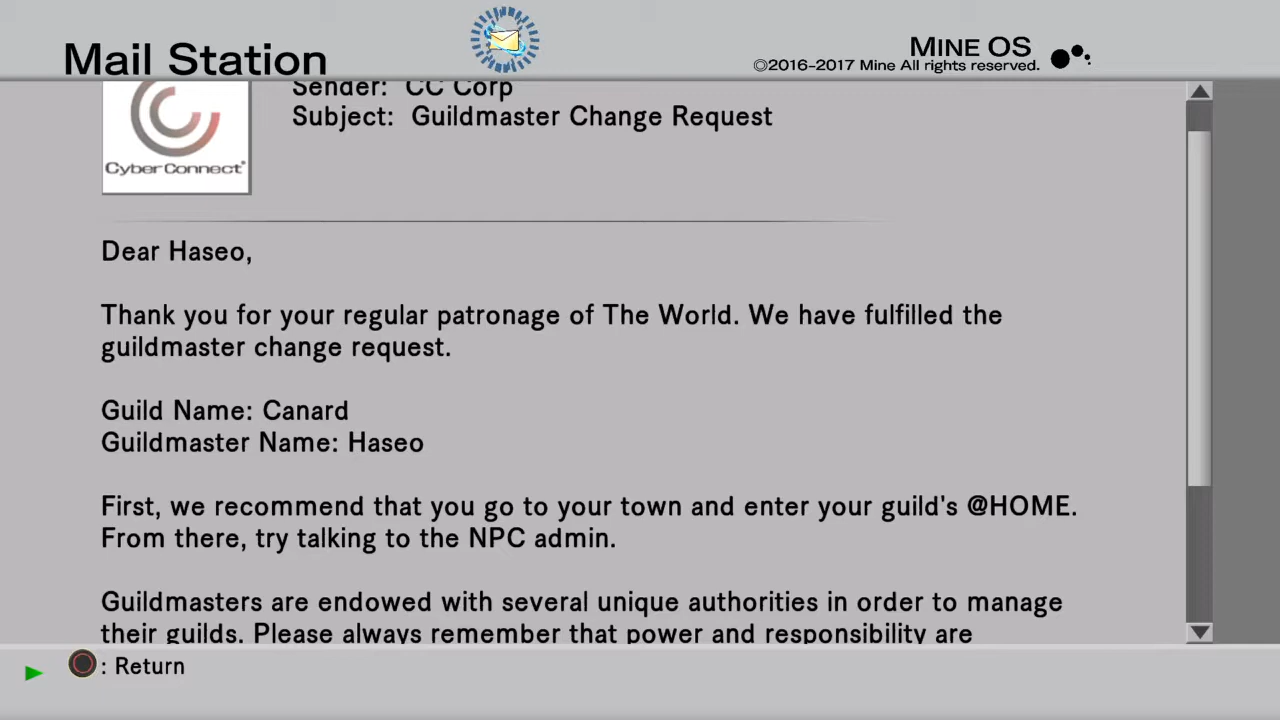 Mail Station
MINE OS
©2016-2017 Mine All rights reserved.
Sender: CC Corp
Subject: Guildmaster Change Request
CyberConnect®
Dear Haseo,
Thank you for your regular patronage of The World. We have fulfilled the
guildmaster change request.
Guild Name: Canard
Guildmaster Name: Haseo
First, we recommend that you go to your town and enter your guild's @HOME.
From there, try talking to the NPC admin.
Guildmasters are endowed with several unique authorities in order to manage
their guilds. Please always remember that power and responsibility are
: Return